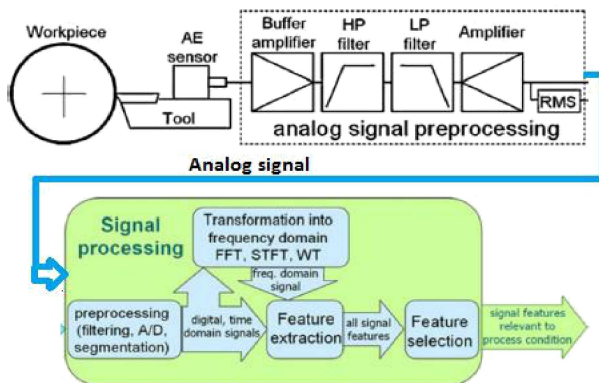 Workpiece
AE
sensor
Tool
Buffer
amplifier
HP
filter
LP
filter
Amplifier
RMS
analog signal preprocessing
Analog signal
Signal
processing
Transformation into
frequency domain
FFT, STFT, WT
freq. domain
signal
preprocessing
(filtering, A/D,
segmentation)
digital, time
domain signals
Feature
extraction
all signal
features
Feature
selection
signal features
relevant to
process condition